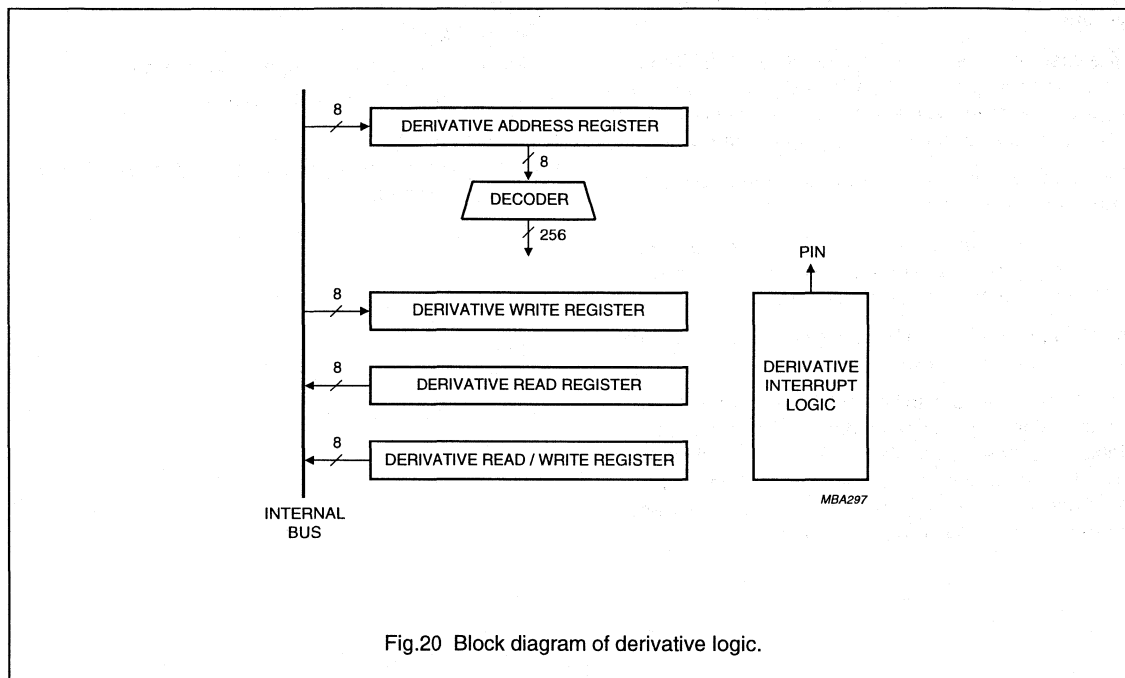 8
DERIVATIVE ADDRESS REGISTER
8
DECODER
256
PIN
8
DERIVATIVE WRITE REGISTER
8
DERIVATIVE READ REGISTER
DERIVATIVE
INTERRUPT
LOGIC
8
DERIVATIVE READ / WRITE REGISTER
MBA297
INTERNAL
BUS
Fig.20 Block diagram of derivative logic.